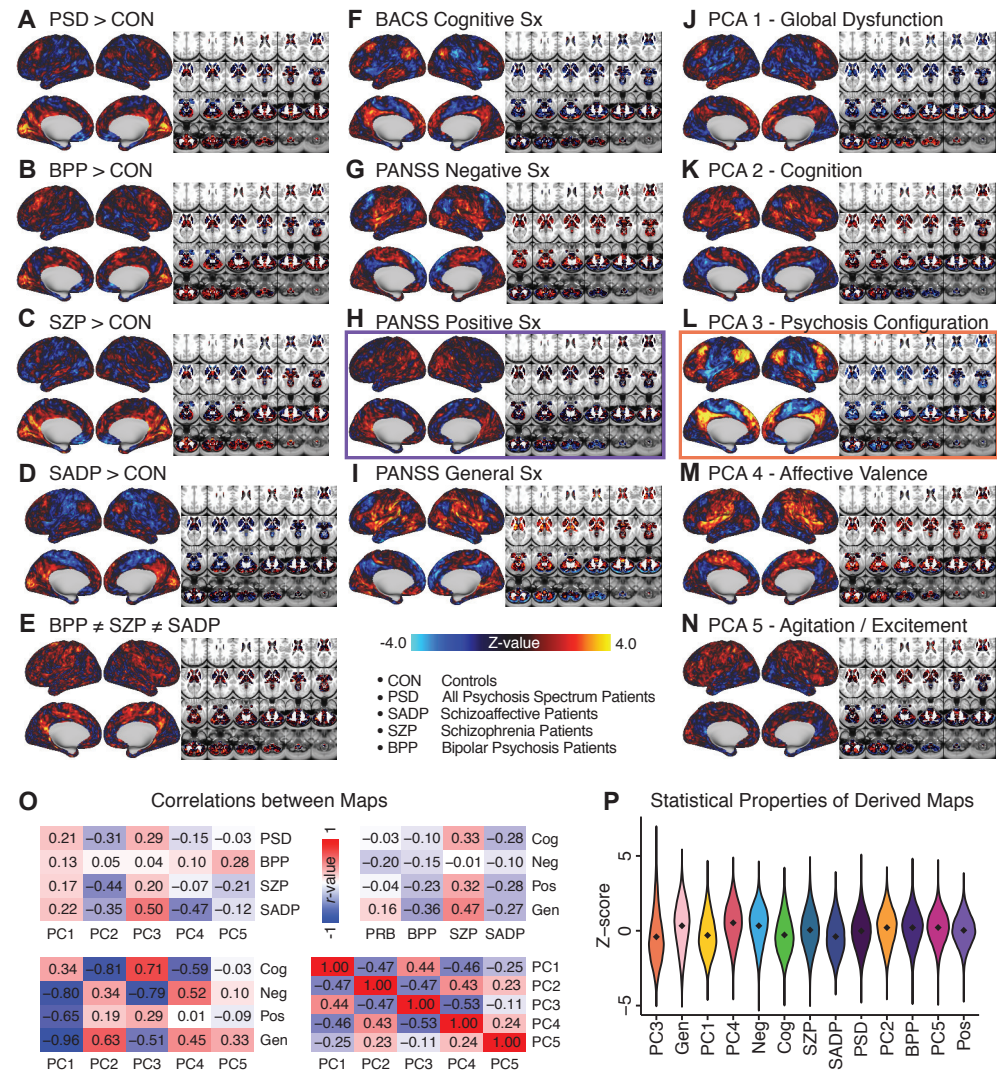 A PSD > CON
B BPP > CON
C SZP > CON
D SADP > CON
E BPP ≠ SZP ≠ SADP
F BACS Cognitive Sx
G PANSS Negative Sx
H PANSS Positive Sx
I PANSS General Sx
-4.0 Z-value 4.0
• CON Controls
• PSD All Psychosis Spectrum Patients
• SADP Schizoaffective Patients
• SZP Schizophrenia Patients
• BPP Bipolar Psychosis Patients
J PCA 1 - Global Dysfunction
K PCA 2 - Cognition
L PCA 3 - Psychosis Configuration
M PCA 4 - Affective Valence
N PCA 5 - Agitation / Excitement
O Correlations between Maps
0.21 −0.31 0.29 −0.15 −0.03 PSD
0.13 0.05 0.04 0.10 0.28 BPP
0.17 −0.44 0.20 −0.07 −0.21 SZP
0.22 −0.35 0.50 −0.47 −0.12 SADP
PC1 PC2 PC3 PC4 PC5
-1 r-value 1
−0.03 −0.10 0.33 −0.28 Cog
−0.20 −0.15 −0.01 −0.10 Neg
−0.04 −0.23 0.32 −0.28 Pos
0.16 −0.36 0.47 −0.27 Gen
PRB BPP SZP SADP
0.34 −0.81 0.71 −0.59 −0.03 Cog
−0.80 0.34 −0.79 0.52 0.10 Neg
−0.65 0.19 0.29 0.01 −0.09 Pos
−0.96 0.63 −0.51 0.45 0.33 Gen
PC1 PC2 PC3 PC4 PC5
1.00 −0.47 0.44 −0.46 −0.25 PC1
−0.47 1.00 −0.47 0.43 0.23 PC2
0.44 −0.47 1.00 −0.53 −0.11 PC3
−0.46 0.43 −0.53 1.00 0.24 PC4
−0.25 0.23 −0.11 0.24 1.00 PC5
PC1 PC2 PC3 PC4 PC5
P Statistical Properties of Derived Maps
Z−score
5
0
−5
PC3 Gen PC1 PC4 Neg Cog SZP SADP PSD PC2 BPP PC5 Pos